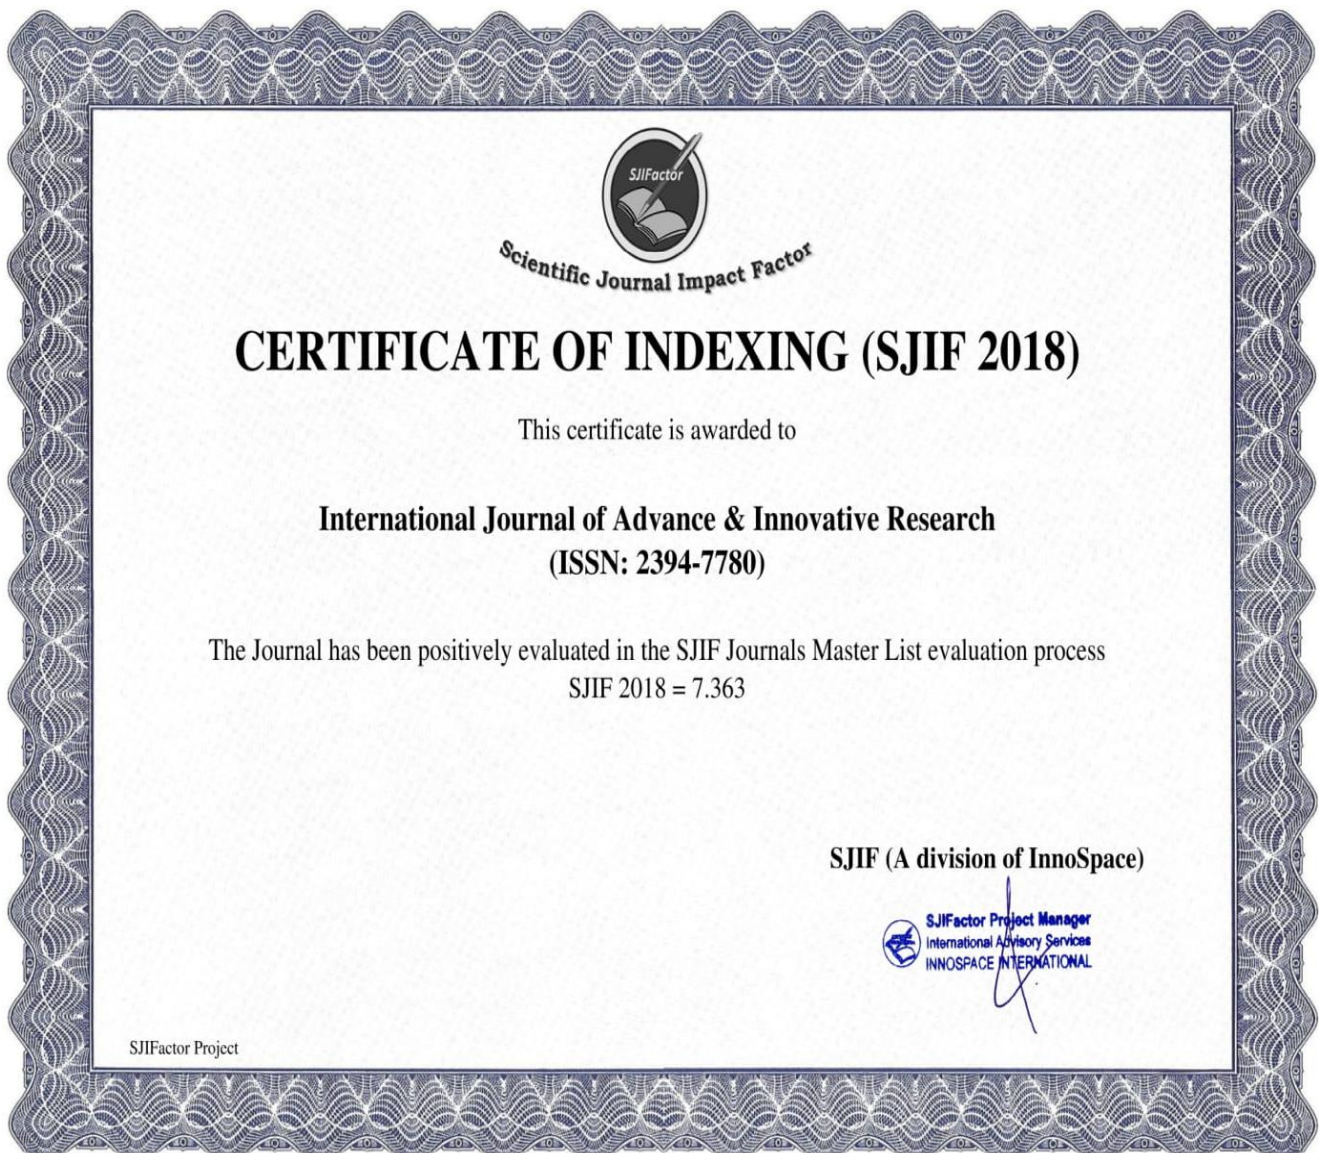 SJIFactor
Scientific Journal Impact Factor
CERTIFICATE OF INDEXING (SJIF 2018)
This certificate is awarded to
International Journal of Advance & Innovative Research
(ISSN: 2394-7780)
The Journal has been positively evaluated in the SJIF Journals Master List evaluation process
SJIF 2018 = 7.363
SJIF (A division of InnoSpace)
SJIFactor Project Manager
International Advisory Services
INNOSPACE INTERNATIONAL
SJIFactor Project